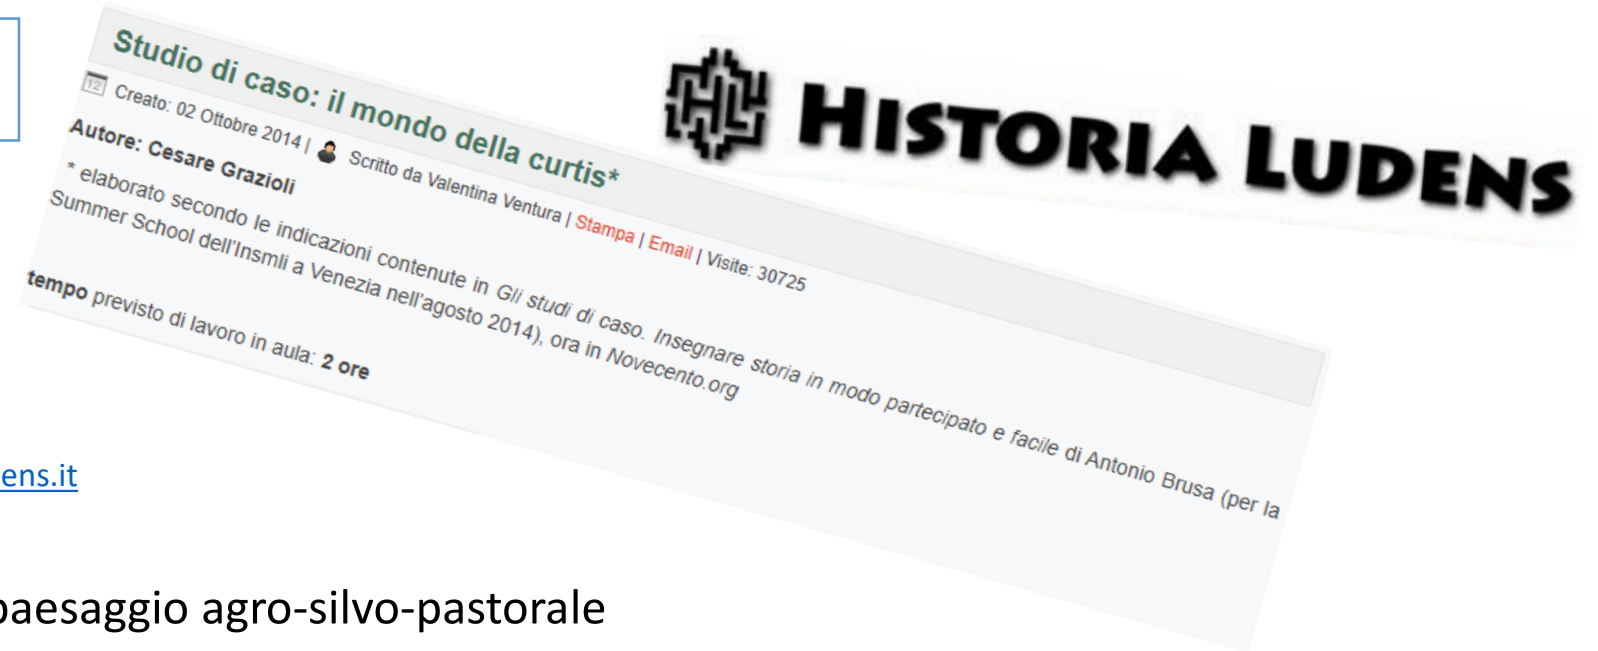 Studio di caso: il mondo della curtis*
12 Creato: 02 Ottobre 2014 | Scritto da Valentina Ventura | Stampa | Email | Visite: 30725
Autore: Cesare Grazioli
* elaborato secondo le indicazioni contenute in Gli studi di caso. Insegnare storia in modo partecipato e facile di Antonio Brusa (per la
Summer School dell'Insmli a Venezia nell'agosto 2014), ora in Novecento.org
tempo previsto di lavoro in aula: 2 ore
HL HISTORIA LUDENS
ens.it
paesaggio agro-silvo-pastorale